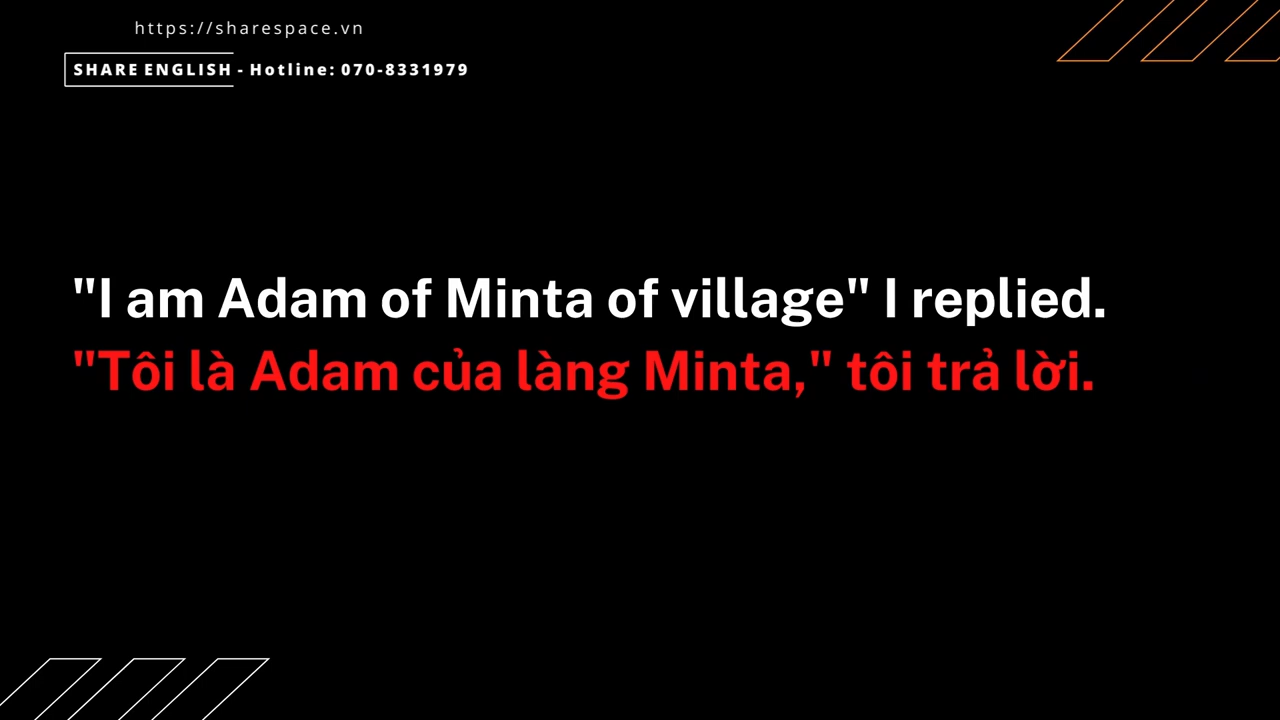 https://sharespace.vn
SHARE ENGLISH - Hotline: 070-8331979
"I am Adam of Minta of village" I replied.
"Tôi là Adam của làng Minta," tôi trả lời.